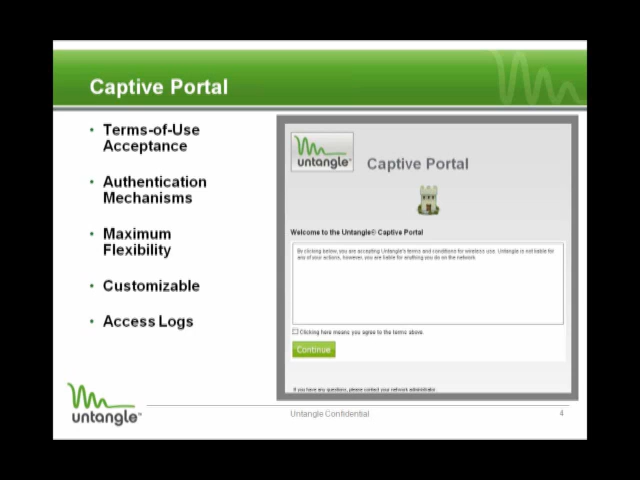 Captive Portal
• Terms-of-Use
Acceptance
• Authentication
Mechanisms
• Maximum
Flexibility
• Customizable
• Access Logs
untangle™
Captive Portal
Welcome to the Untangle® Captive Portal
By clicking below, you are accepting Untangle's terms and conditions for wireless use. Untangle is not liable for
any of your actions, however, you are liable for anything you do on the network.
Clicking here means you agree to the terms above.
Continue
If you have any questions, please contact your network administrator.
untangle™
Untangle Confidential
4